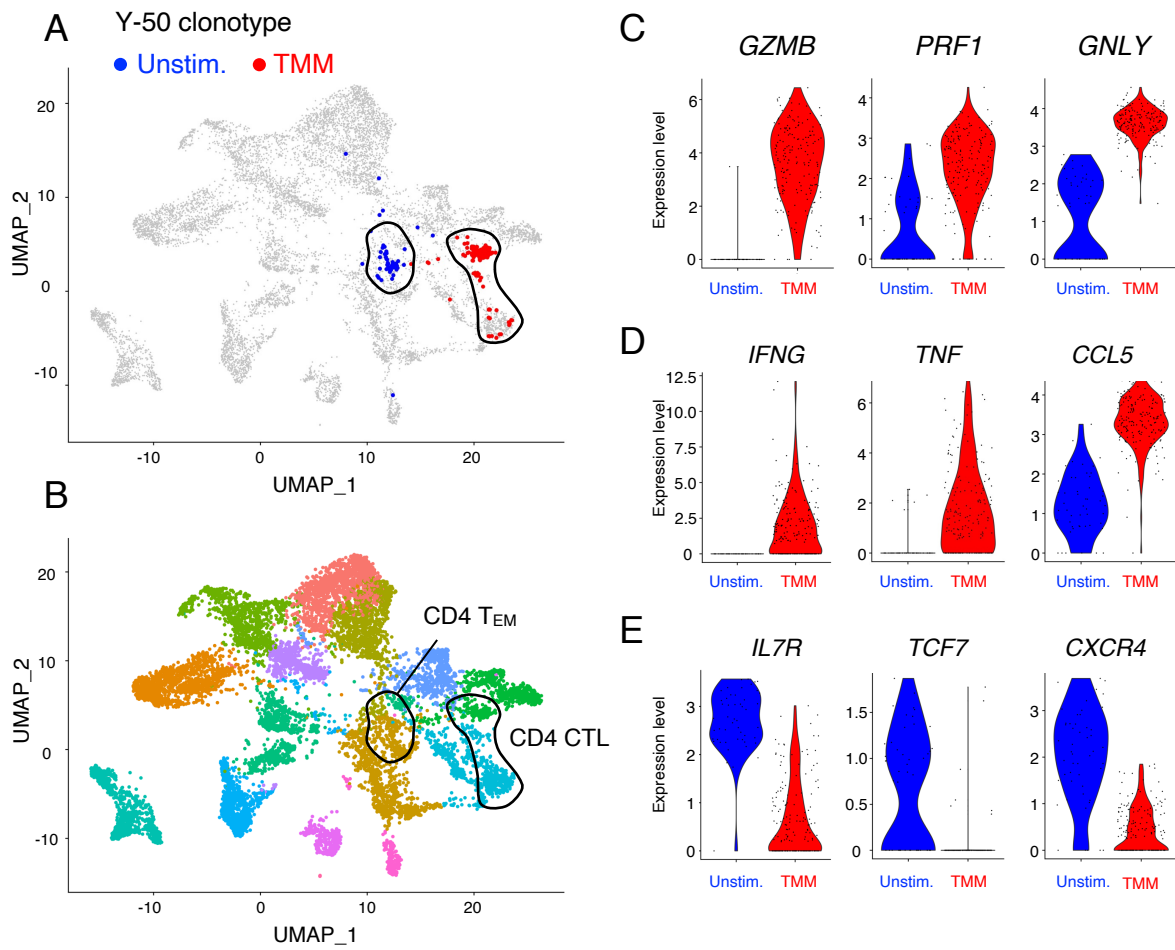 A
Y-50 clonotype
Unstim.
TMM
20
10
0
-10
UMAP_2
-10
0
10
20
UMAP_1
B
CD4 TEM
CD4 CTL
20
10
0
-10
UMAP_2
-10
0
10
20
UMAP_1
C
GZMB
PRF1
GNLY
Expression level
6
4
2
0
4
3
2
1
0
4
3
2
1
0
Unstim.
TMM
Unstim.
TMM
Unstim.
TMM
D
IFNG
TNF
CCL5
Expression level
12.5
10.0
7.5
5.0
2.5
0
6
4
2
0
4
3
2
1
0
Unstim.
TMM
Unstim.
TMM
Unstim.
TMM
E
IL7R
TCF7
CXCR4
Expression level
3
2
1
0
1.5
1.0
0.5
0
3
2
1
0
Unstim.
TMM
Unstim.
TMM
Unstim.
TMM